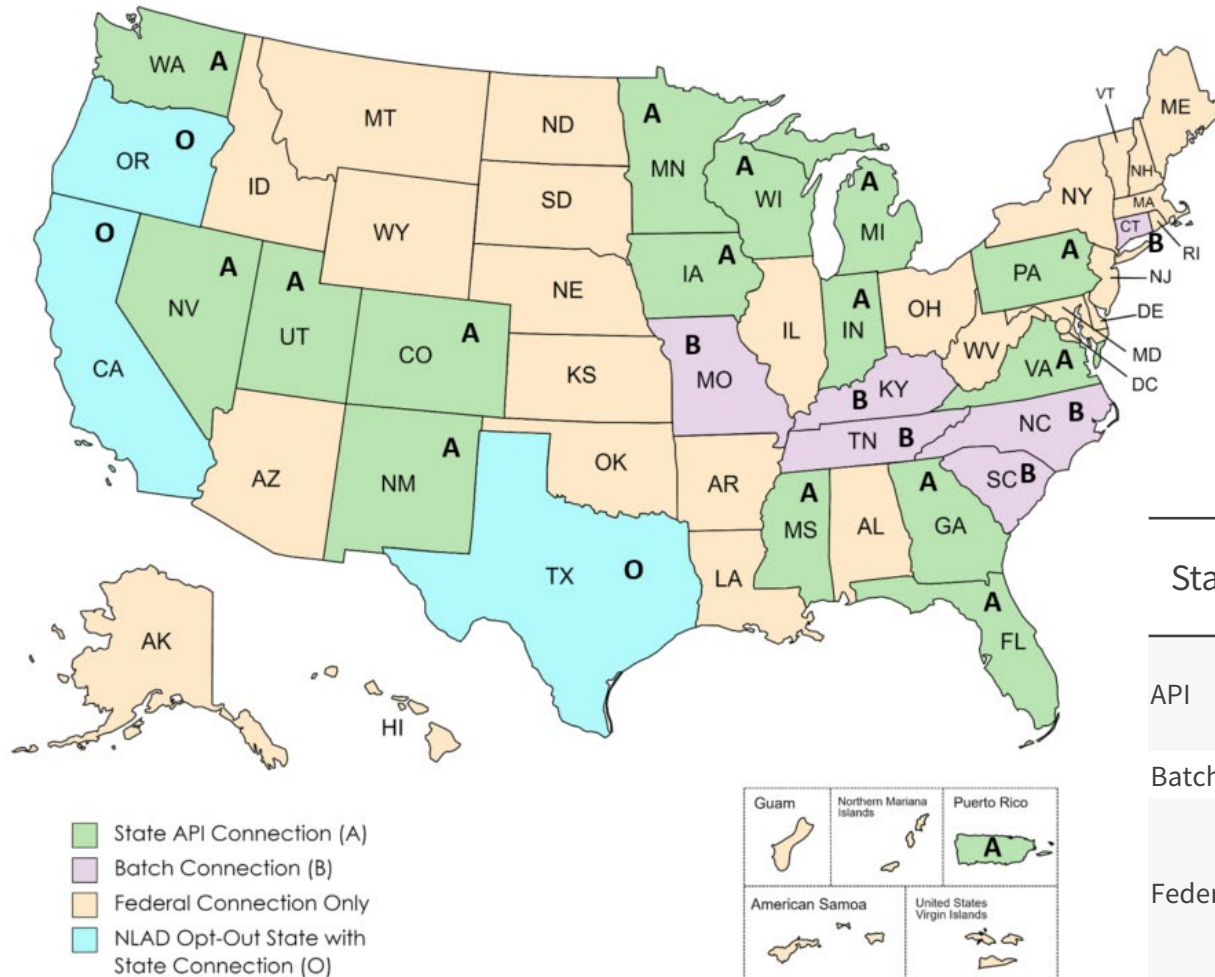 WA A
MT
ND
A
MN
VT
ME
OR O
ID
SD
A
WI
A
MI
NY
NH
MA
CT
B
RI
WY
O
NV A
A
UT
CO A
NE
IA A
PA A
NJ
DE
MD
DC
IL
A
IN
OH
WV
VA A
CA
KS
B
MO
B KY
TN B
NC B
SC B
AZ
NM A
OK
AR
A
MS
AL
A
GA
TX O
LA
A
FL
AK
HI
State API Connection (A)
Batch Connection (B)
Federal Connection Only
NLAD Opt-Out State with
State Connection (O)
Guam
Northern Mariana
Islands
Puerto Rico
A
American Samoa
United States
Virgin Islands
API
Batch